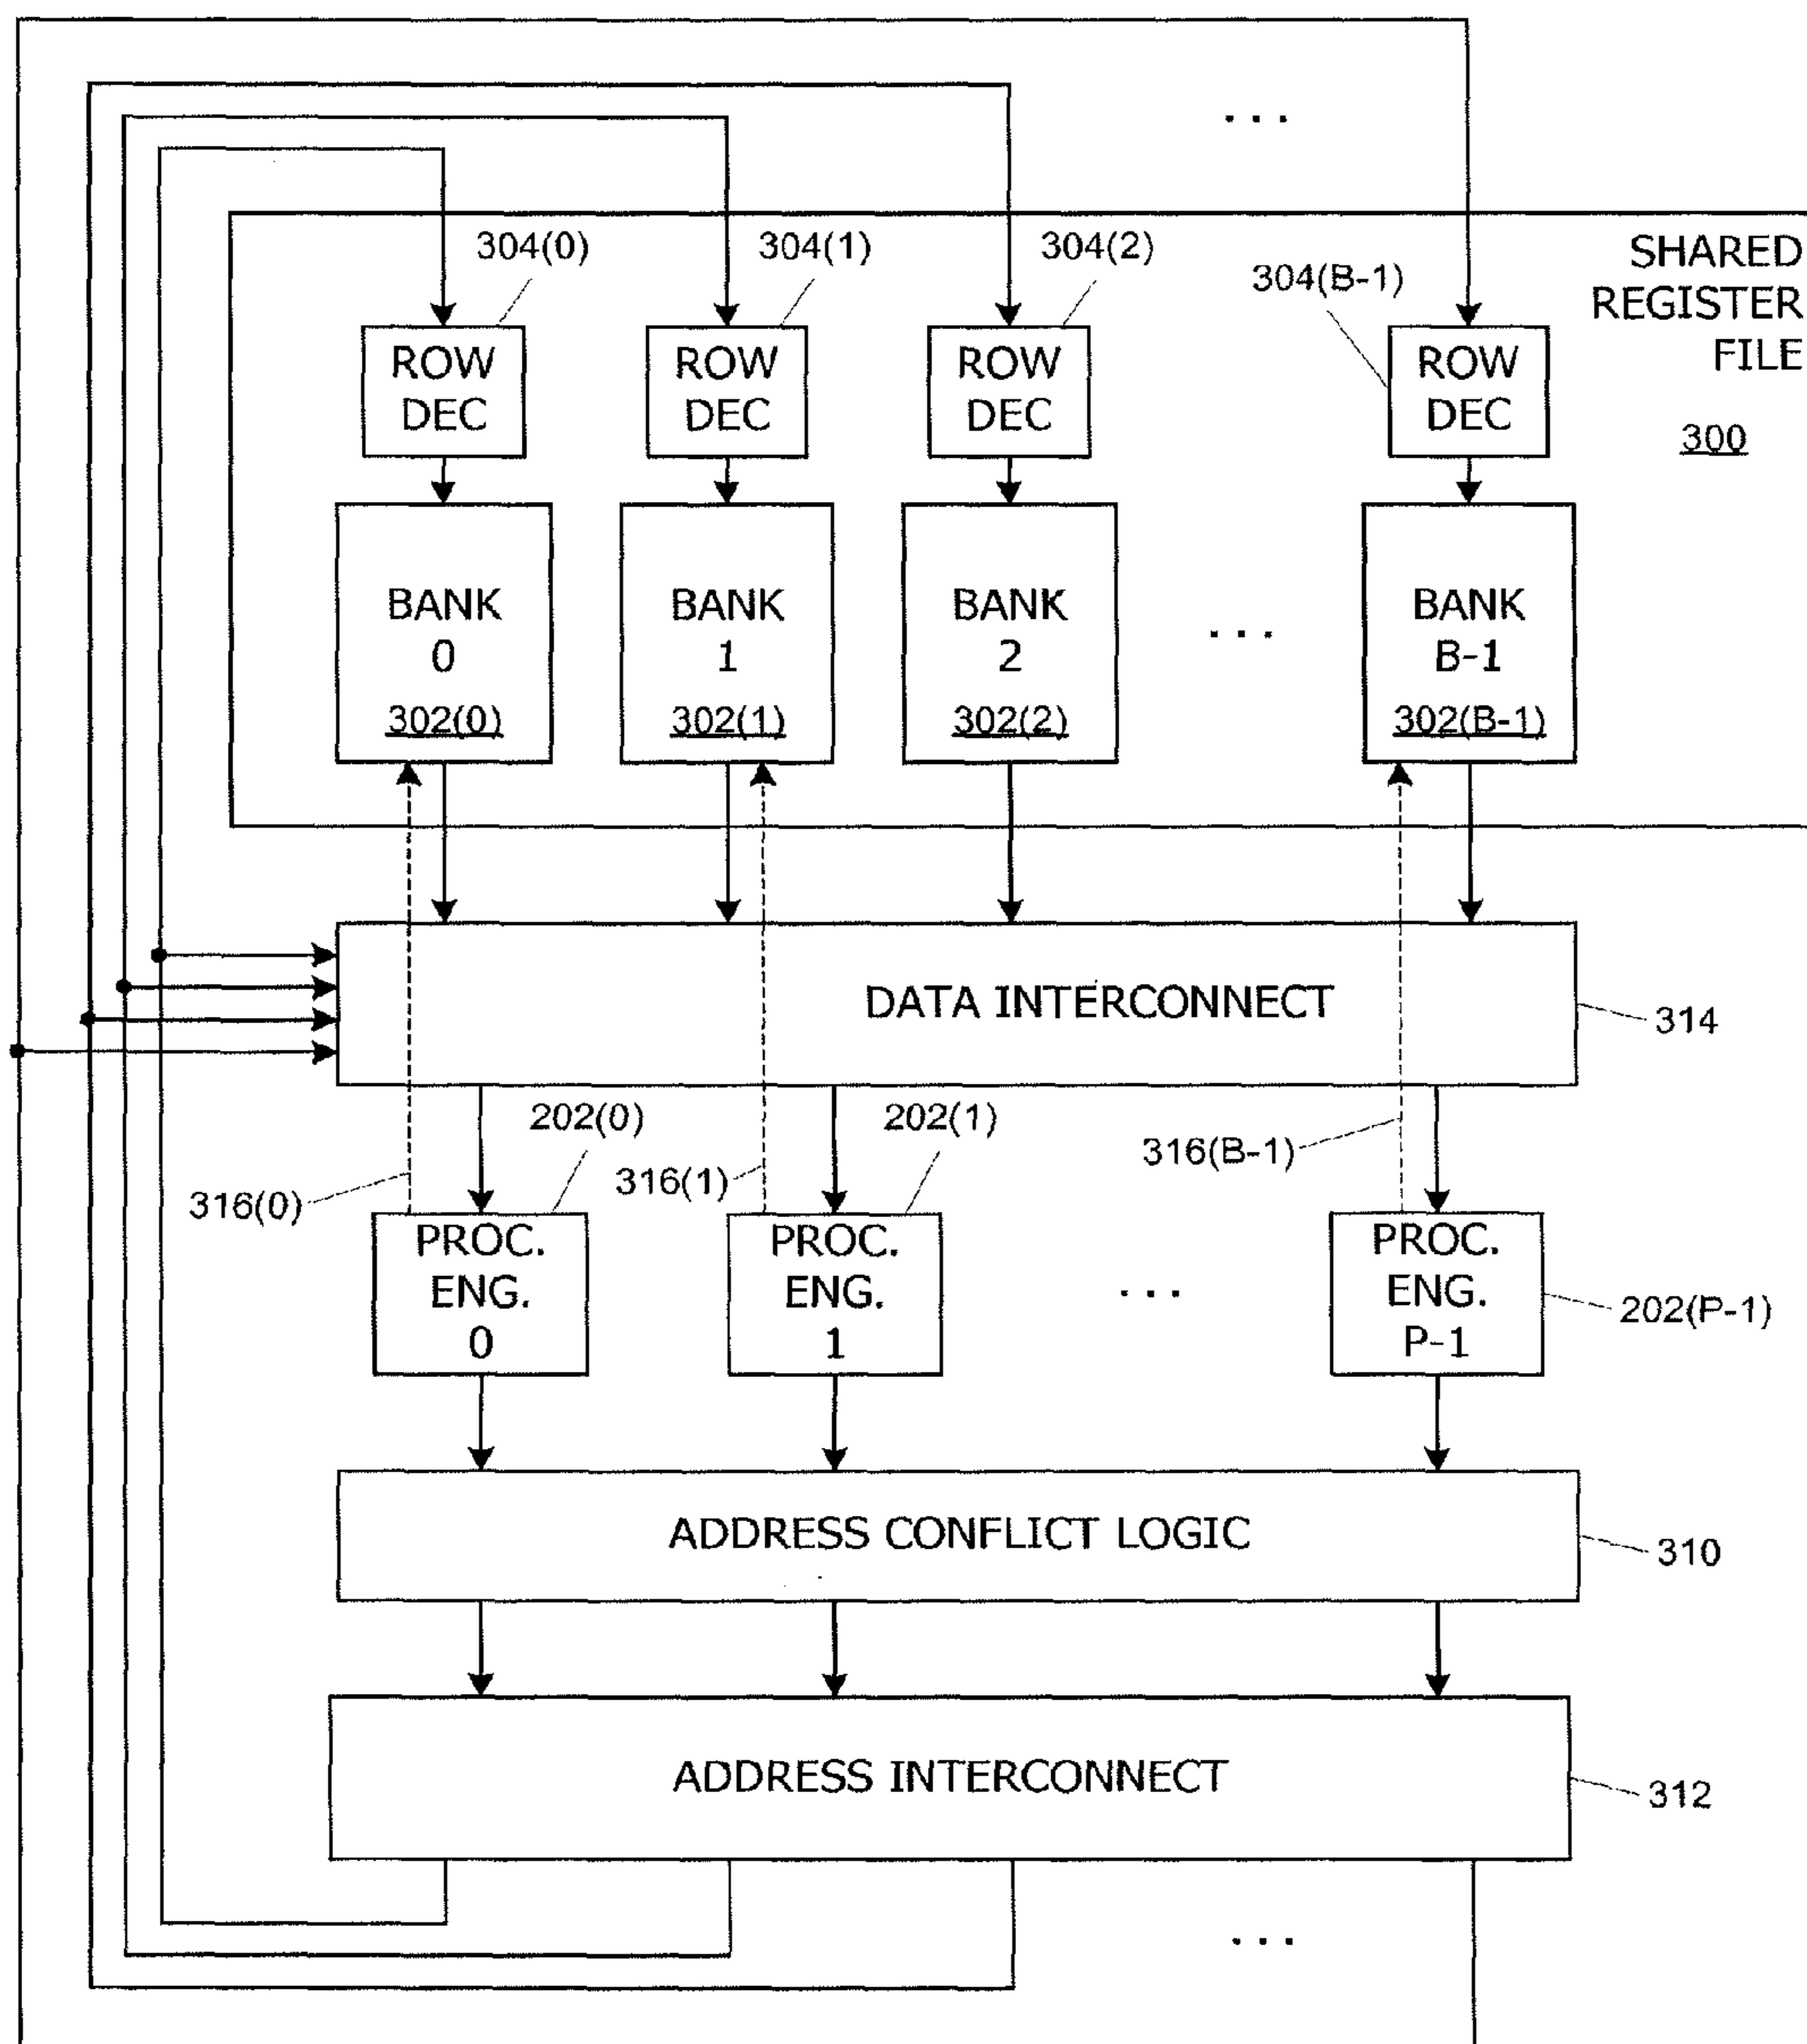 . . .
304(0)
304(1)
304(2)
304(B-1)
SHARED
REGISTER
FILE
300
ROW
DEC
ROW
DEC
ROW
DEC
ROW
DEC
BANK
0
302(0)
BANK
1
302(1)
BANK
2
302(2)
. . .
BANK
B-1
302(B-1)
DATA INTERCONNECT
314
202(0)
202(1)
316(0)
316(1)
316(B-1)
PROC.
ENG.
0
PROC.
ENG.
1
. . .
PROC.
ENG.
P-1
202(P-1)
ADDRESS CONFLICT LOGIC
310
ADDRESS INTERCONNECT
312
. . .